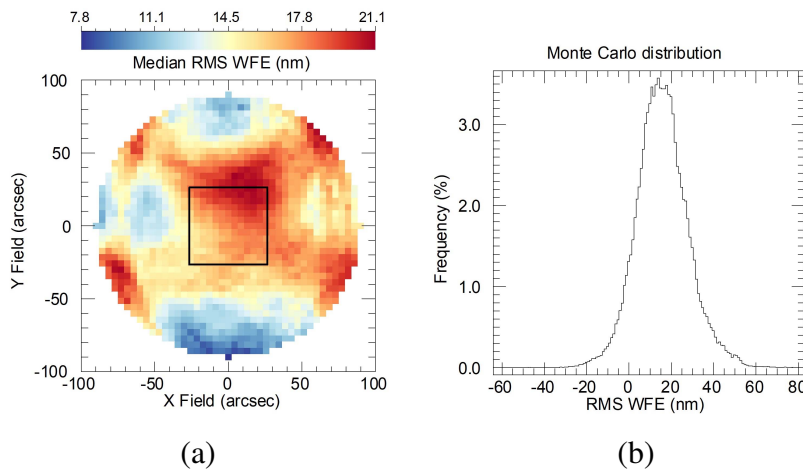 7.8 11.1 14.5 17.8 21.1
Median RMS WFE (nm)
100
50
0
-50
-100
Y Field (arcsec)
-100 -50 0 50 100
X Field (arcsec)
(a)
Monte Carlo distribution
3.0
2.0
1.0
0.0
Frequency (%)
-60 -40 -20 0 20 40 60 80
RMS WFE (nm)
(b)